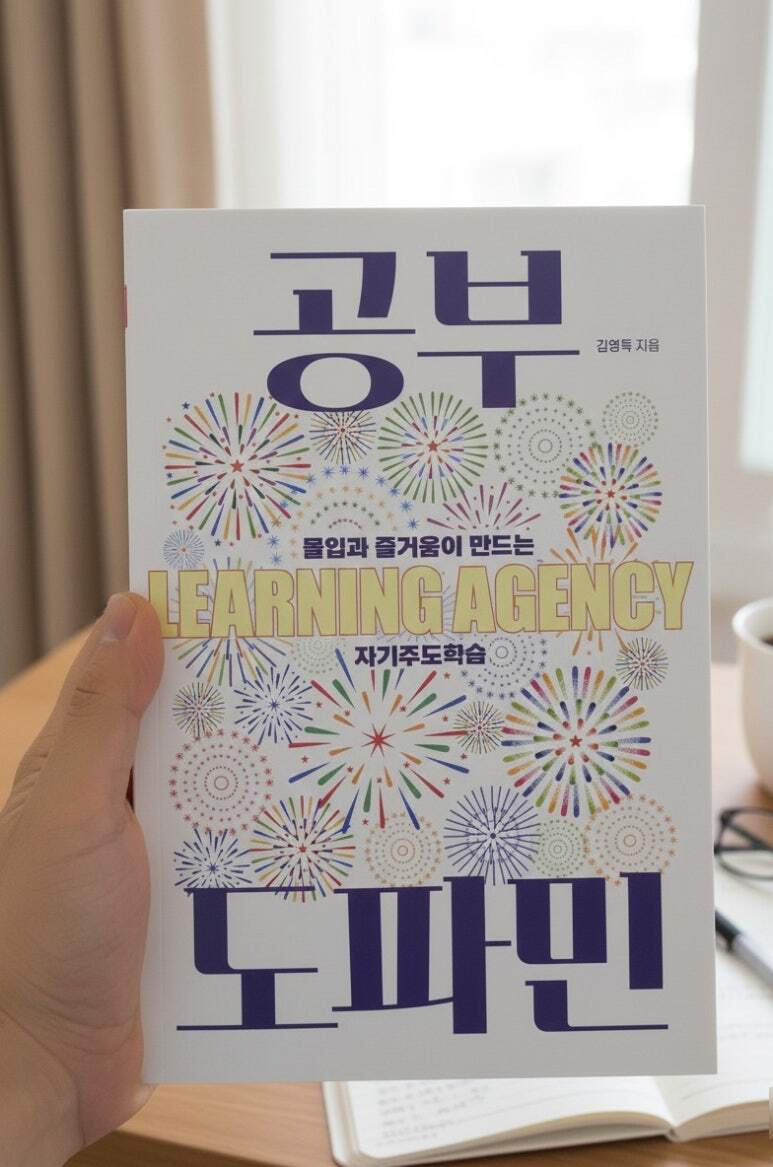 공부
김영득 지음
몰입과 즐거움이 만드는
LEARNING AGENCY
자기주도학습
도파민